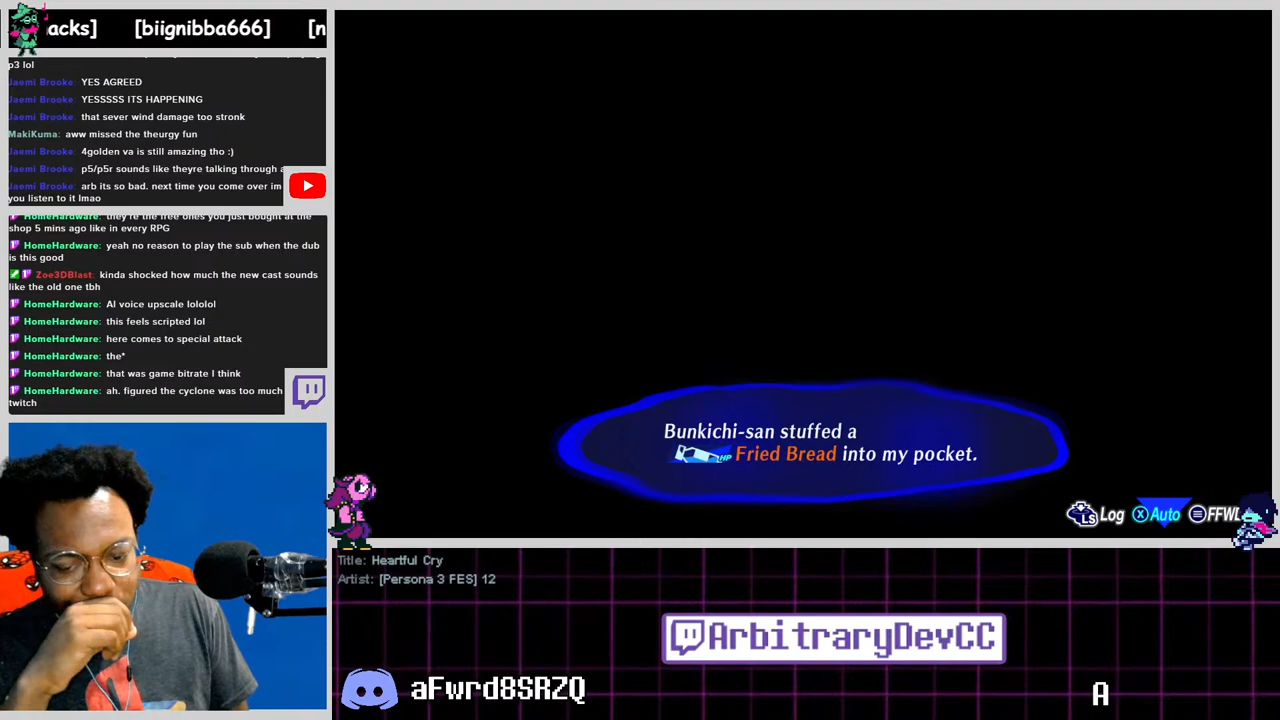 acks] [biignibba666] [n
p3 lol
Jaemi Brooke: YES AGREED
Jaemi Brooke: YESSSSS ITS HAPPENING
Jaemi Brooke: that sever wind damage too stronk
MakiKuma: aww missed the theurgy fun
Jaemi Brooke: 4golden va is still amazing tho :)
Jaemi Brooke: p5/p5r sounds like theyre talking through a
Jaemi Brooke: arb its so bad. next time you come over im
you listen to it lmao
HomeHardware: they're the free ones you just bought at the
shop 5 mins ago like in every RPG
HomeHardware: yeah no reason to play the sub when the dub
is this good
Zoe3DBlast: kinda shocked how much the new cast sounds
like the old one tbh
HomeHardware: AI voice upscale lololol
HomeHardware: this feels scripted lol
HomeHardware: here comes to special attack
HomeHardware: the*
HomeHardware: that was game bitrate I think
HomeHardware: ah. figured the cyclone was too much
twitch
Bunkichi-san stuffed a
HP Fried Bread into my pocket.
LS Log X Auto FFWD
Title: Heartful Cry
Artist: [Persona 3 FES] 12
ArbitraryDevCC
aFwrd8SRZQ
A